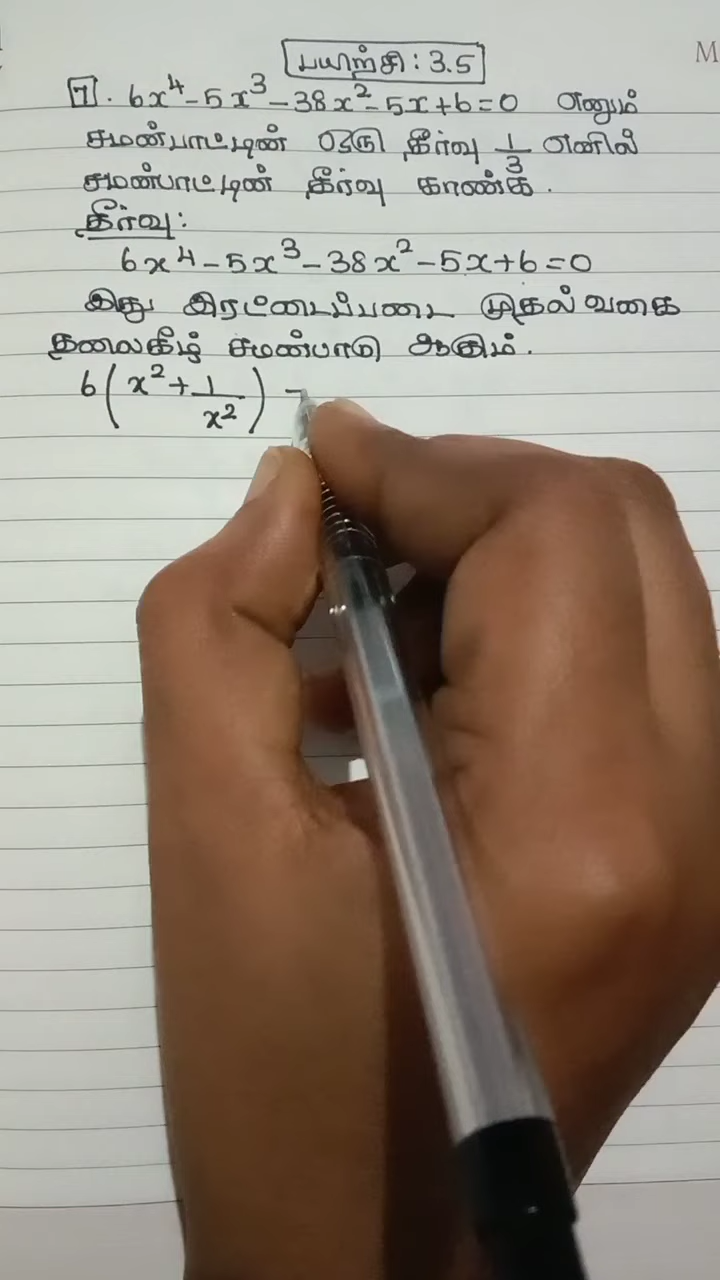 M
பயிற்சி : 3.5
7. 6x⁴ - 5x³ - 38x² - 5x + 6 = 0 எனும்
சமன்பாட்டின் ஒரு தீர்வு 1/3 எனில்
சமன்பாட்டின் தீர்வு காண்க.
தீர்வு:
6x⁴ - 5x³ - 38x² - 5x + 6 = 0
இது இரட்டைப்படை முதல் வகை
தலைகீழ் சமன்பாடு ஆகும்.
6(x² + 1/x²) -